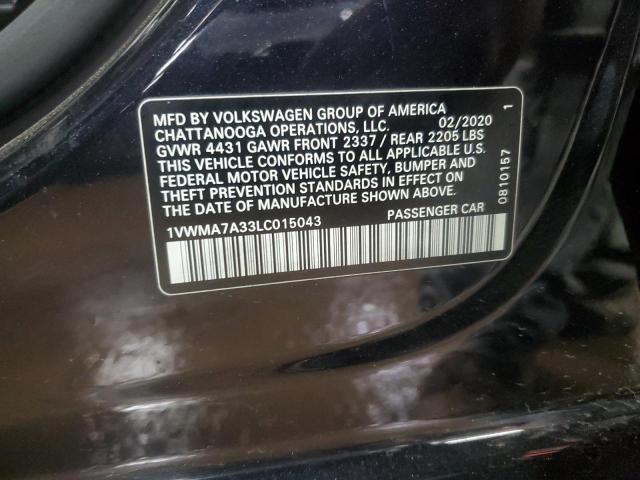 MFD BY VOLKSWAGEN GROUP OF AMERICA
CHATTANOOGA OPERATIONS, LLC. 02/2020
GVWR 4431 GAWR FRONT 2337 / REAR 2205 LBS
THIS VEHICLE CONFORMS TO ALL APPLICABLE U.S.
FEDERAL MOTOR VEHICLE SAFETY, BUMPER AND
THEFT PREVENTION STANDARDS IN EFFECT ON
THE DATE OF MANUFACTURE SHOWN ABOVE.
1VWMA7A33LC015043 PASSENGER CAR
0810157 1